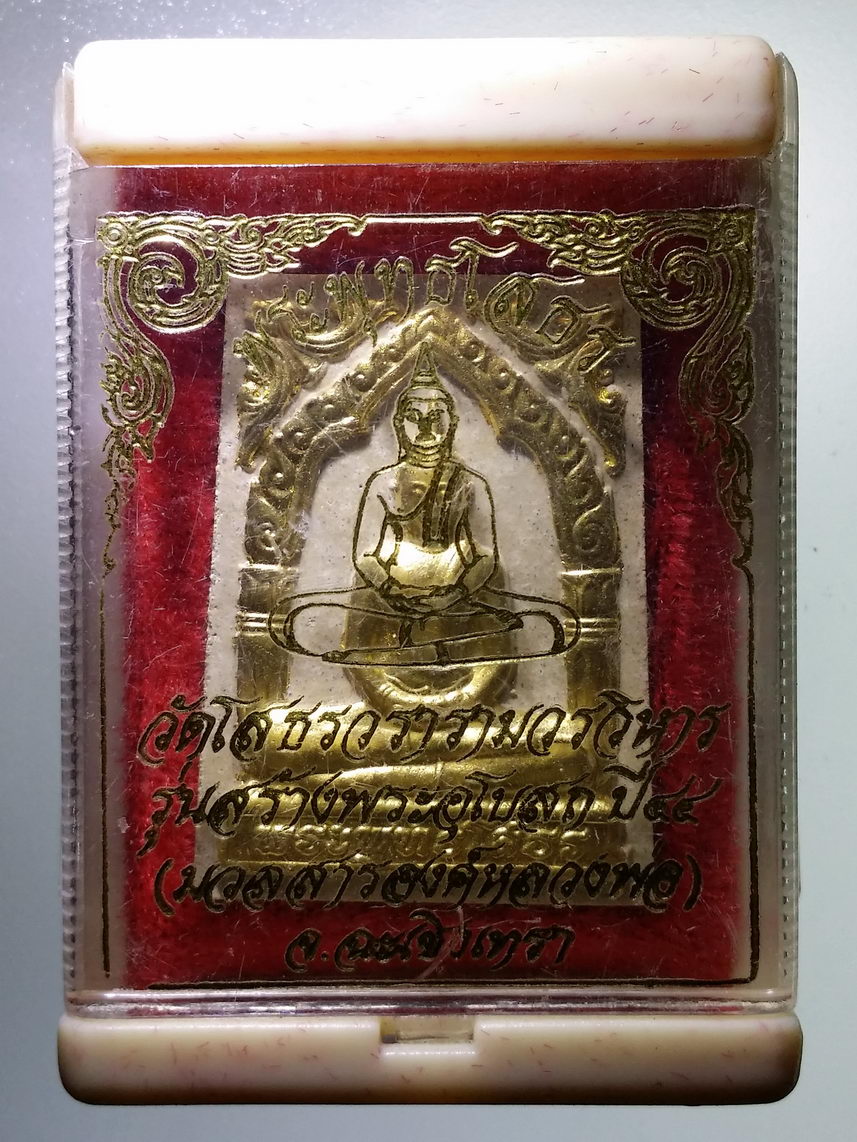 พระพุทธโสธร
วัดโสธรวรารามวรวิหาร
รุ่นสร้างพระอุโบสถ ปี๔๔
(มวลสารองค์หลวงพ่อ)
จ.ฉะเชิงเทรา